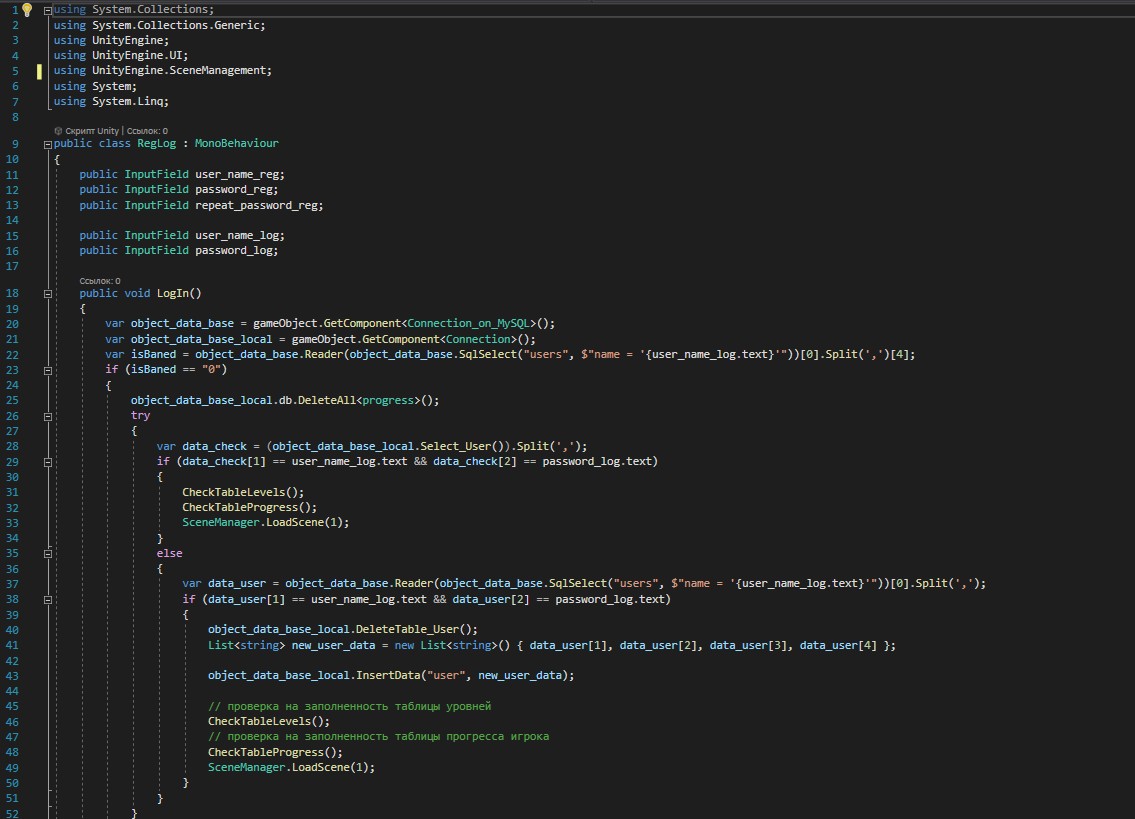 1 using System.Collections;
2 using System.Collections.Generic;
3 using UnityEngine;
4 using UnityEngine.UI;
5 using UnityEngine.SceneManagement;
6 using System;
7 using System.Linq;
8
Скрипт Unity | Ссылок: 0
9 public class RegLog : MonoBehaviour
10 {
11 public InputField user_name_reg;
12 public InputField password_reg;
13 public InputField repeat_password_reg;
14
15 public InputField user_name_log;
16 public InputField password_log;
17
Ссылок: 0
18 public void LogIn()
19 {
20 var object_data_base = gameObject.GetComponent<Connection_on_MySQL>();
21 var object_data_base_local = gameObject.GetComponent<Connection>();
22 var isBaned = object_data_base.Reader(object_data_base.SqlSelect("users", $"name = '{user_name_log.text}'"))[0].Split(',')[4];
23 if (isBaned == "0")
24 {
25 object_data_base_local.db.DeleteAll<progress>();
26 try
27 {
28 var data_check = (object_data_base_local.Select_User()).Split(',');
29 if (data_check[1] == user_name_log.text && data_check[2] == password_log.text)
30 {
31 CheckTableLevels();
32 CheckTableProgress();
33 SceneManager.LoadScene(1);
34 }
35 else
36 {
37 var data_user = object_data_base.Reader(object_data_base.SqlSelect("users", $"name = '{user_name_log.text}'"))[0].Split(',');
38 if (data_user[1] == user_name_log.text && data_user[2] == password_log.text)
39 {
40 object_data_base_local.DeleteTable_User();
41 List<string> new_user_data = new List<string>() { data_user[1], data_user[2], data_user[3], data_user[4] };
42
43 object_data_base_local.InsertData("user", new_user_data);
44
45 // проверка на заполненность таблицы уровней
46 CheckTableLevels();
47 // проверка на заполненность таблицы прогресса игрока
48 CheckTableProgress();
49 SceneManager.LoadScene(1);
50 }
51 }
52 }